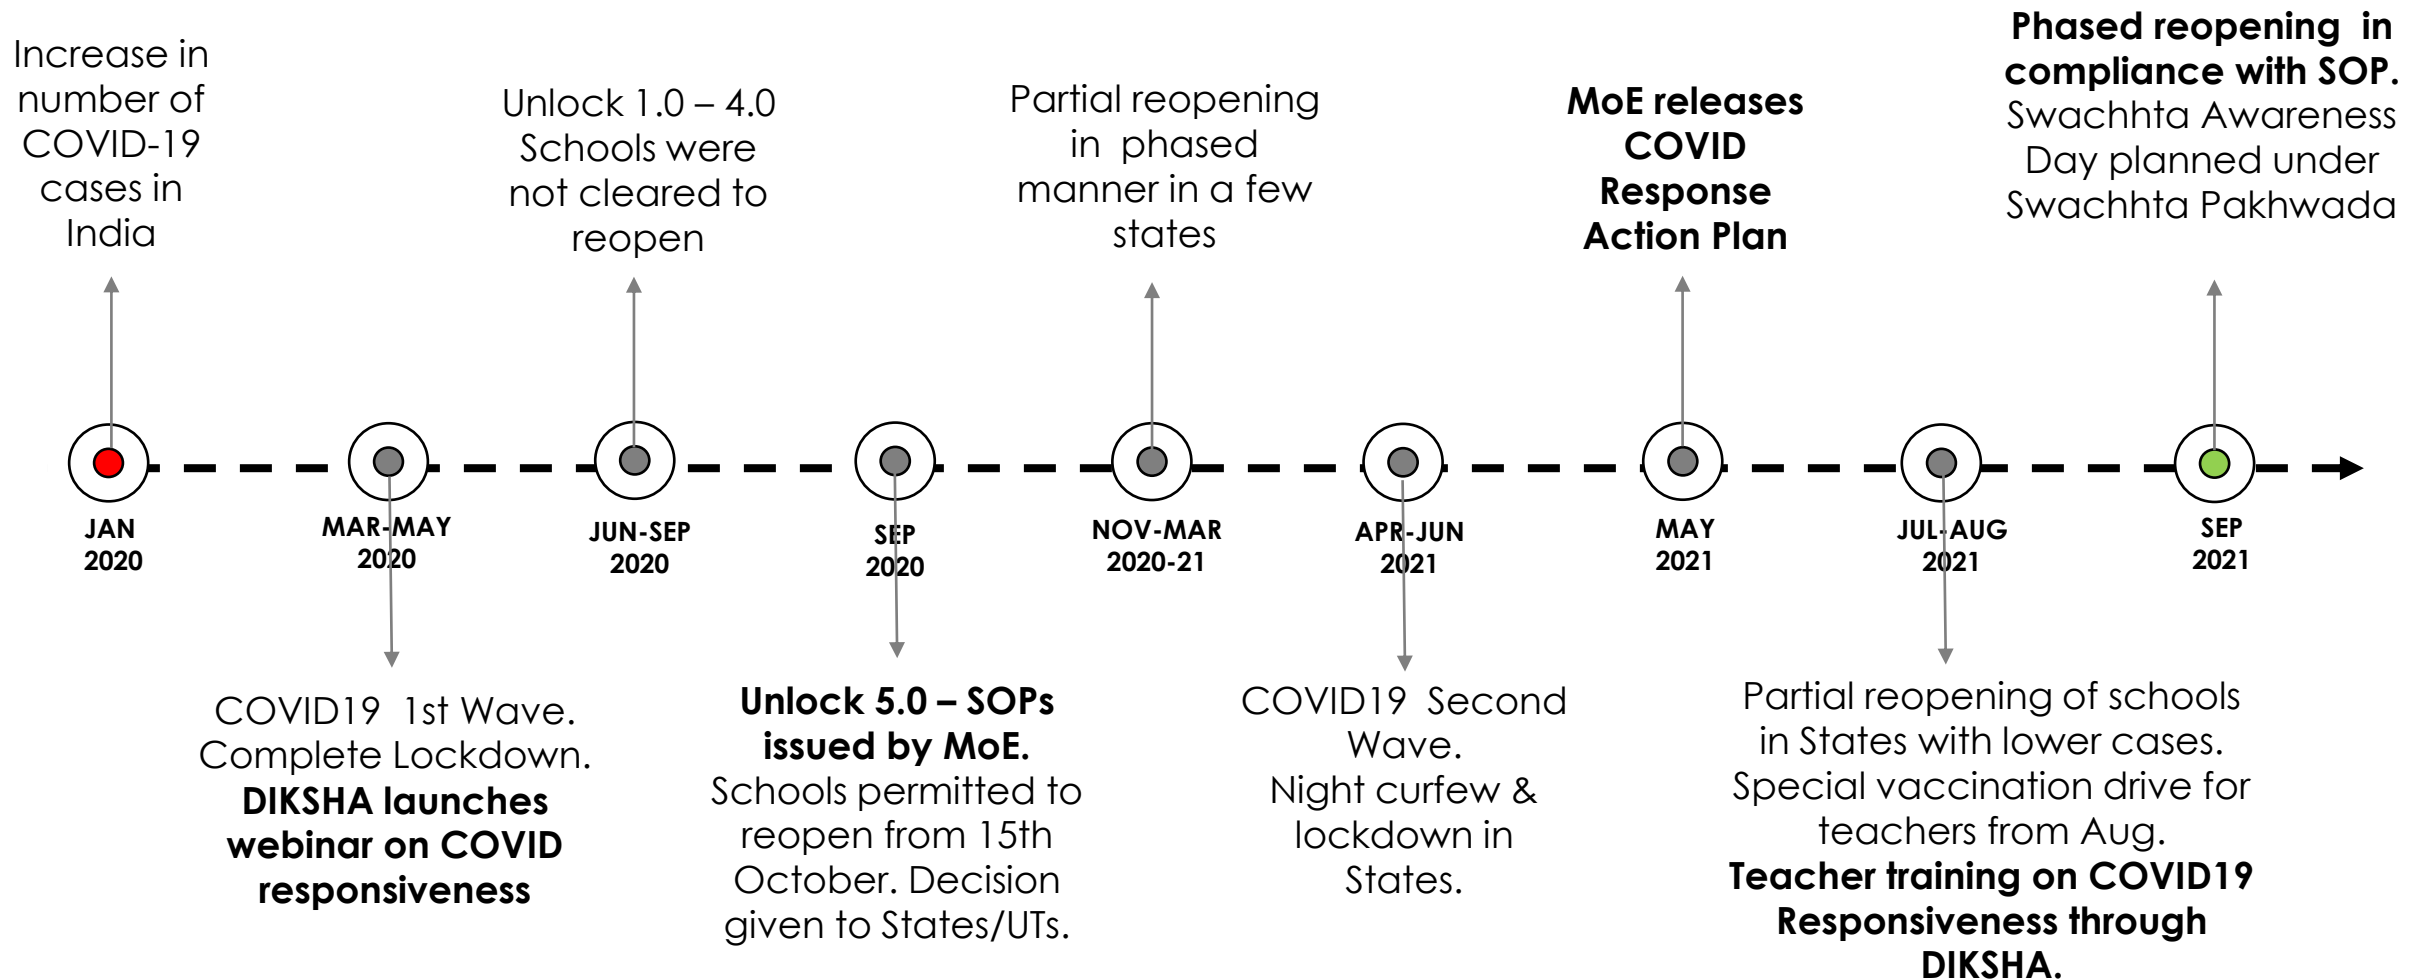 Increase in
number of
COVID-19
cases in
India
Unlock 1.0 – 4.0
Schools were
not cleared to
reopen
Partial reopening
in phased
manner in a few
states
MoE releases
COVID
Response
Action Plan
Phased reopening in
compliance with SOP.
Swachhta Awareness
Day planned under
Swachhta Pakhwada
JAN
2020
MAR-MAY
2020
JUN-SEP
2020
SEP
2020
NOV-MAR
2020-21
APR-JUN
2021
MAY
2021
JUL-AUG
2021
SEP
2021
COVID19 1st Wave.
Complete Lockdown.
DIKSHA launches
webinar on COVID
responsiveness
Unlock 5.0 – SOPs
issued by MoE.
Schools permitted to
reopen from 15th
October. Decision
given to States/UTs.
COVID19 Second
Wave.
Night curfew &
lockdown in
States.
Partial reopening of schools
in States with lower cases.
Special vaccination drive for
teachers from Aug.
Teacher training on COVID19
Responsiveness through
DIKSHA.